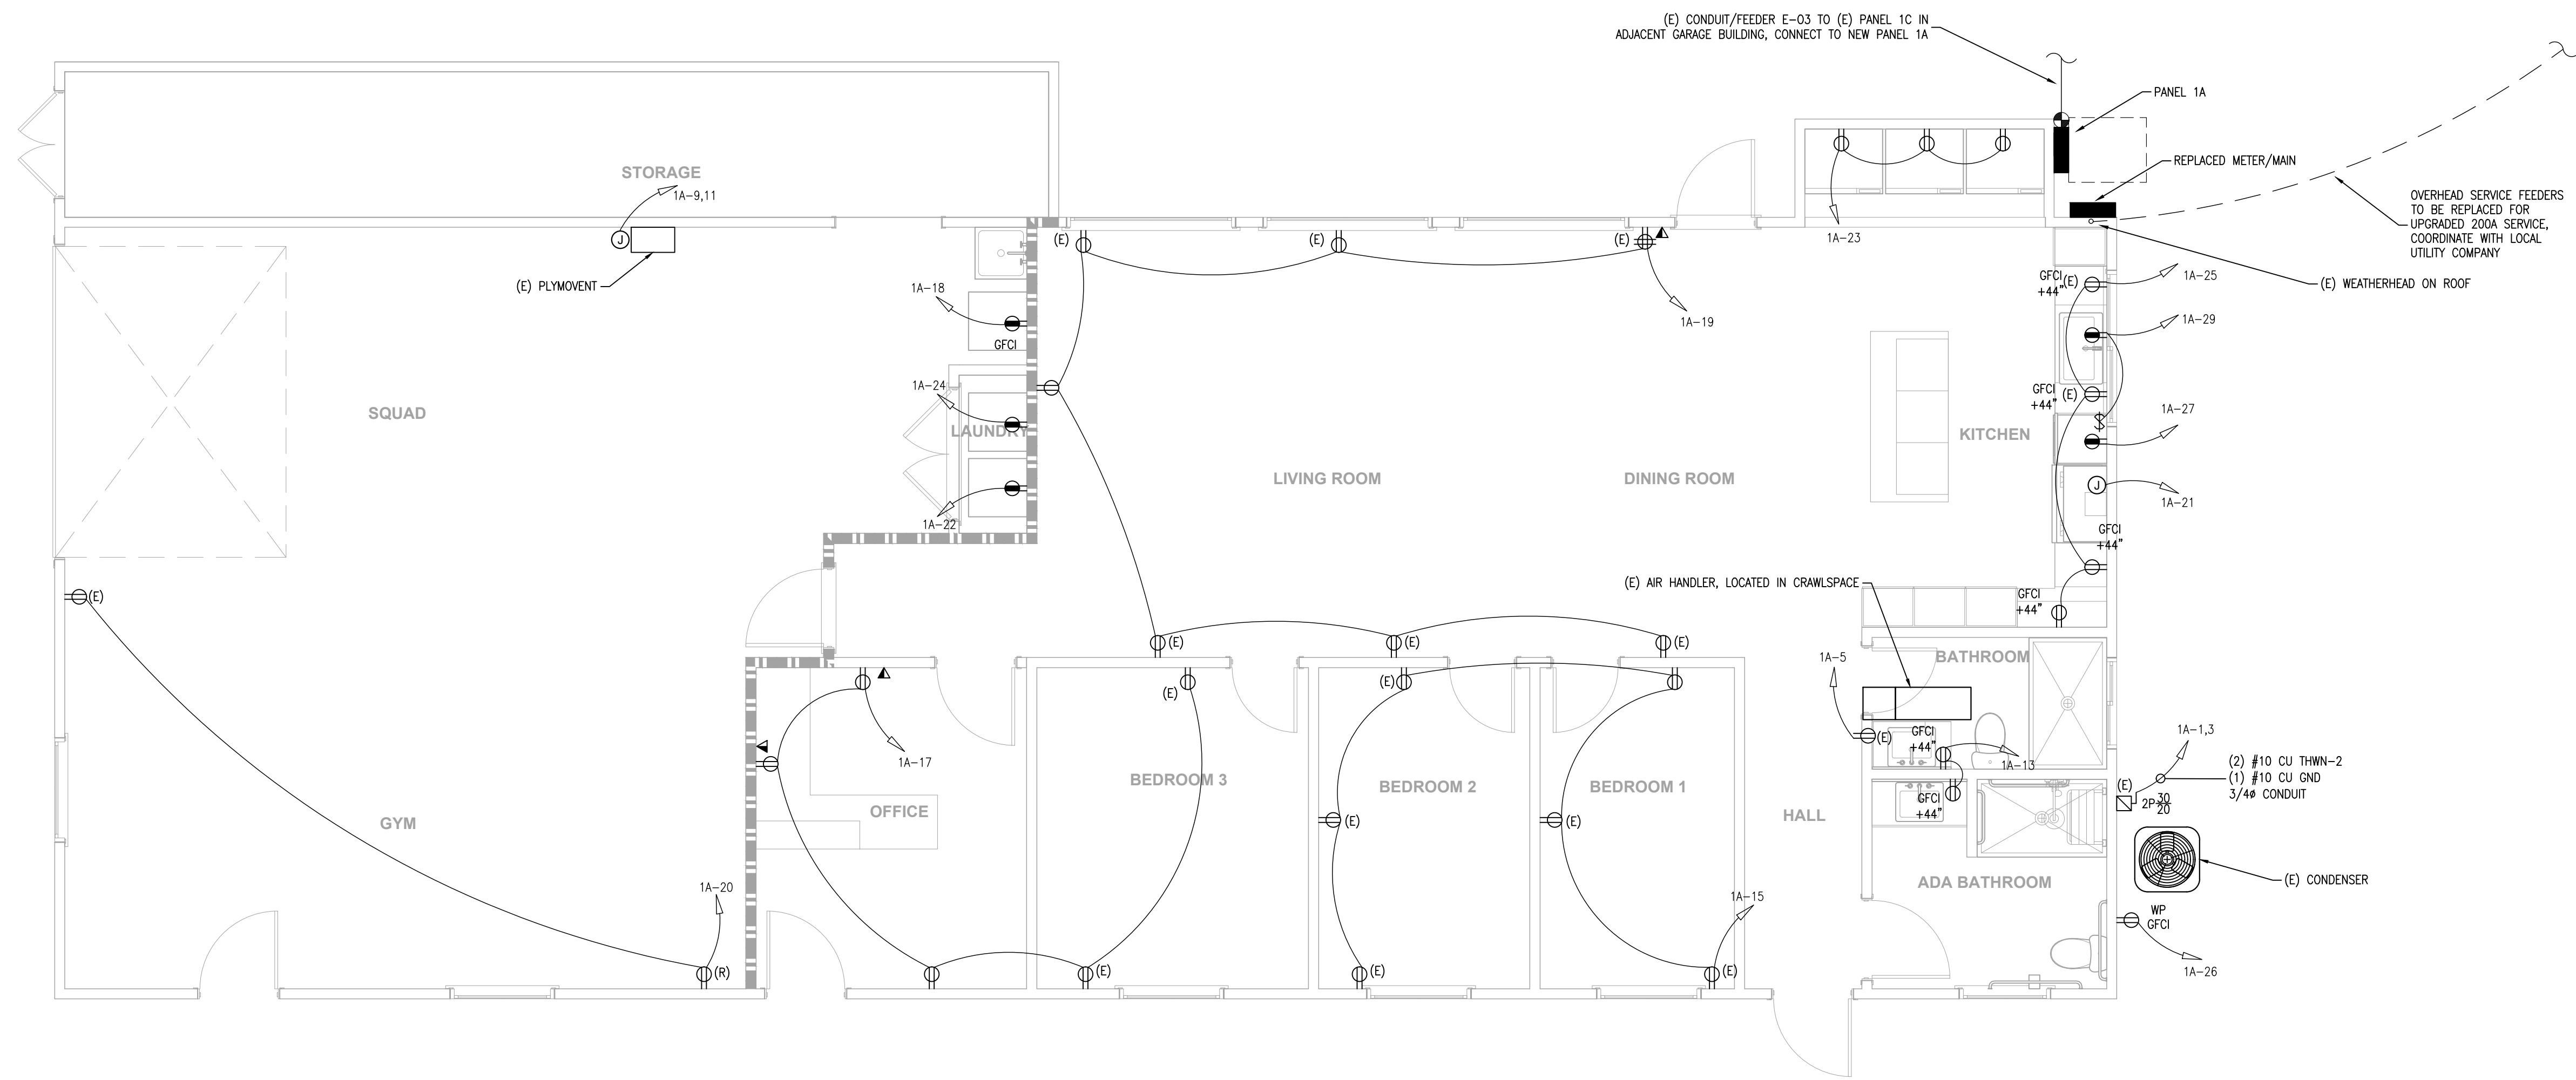 (E) CONDUIT/FEEDER E-03 TO (E) PANEL 1C IN
ADJACENT GARAGE BUILDING, CONNECT TO NEW PANEL 1A
PANEL 1A
REPLACED METER/MAIN
OVERHEAD SERVICE FEEDERS
TO BE REPLACED FOR
UPGRADED 200A SERVICE,
COORDINATE WITH LOCAL
UTILITY COMPANY
(E) WEATHERHEAD ON ROOF
STORAGE
1A-9,11
J
(E) PLYMOVENT
(E)
(E)
(E)
1A-23
1A-19
1A-18
GFCI
1A-24
LAUNDRY
1A-22
SQUAD
LIVING ROOM
DINING ROOM
KITCHEN
GFCI
+44"
(E)
1A-25
1A-29
GFCI
+44"
(E)
1A-27
$
J
1A-21
GFCI
+44"
GFCI
+44"
(E) AIR HANDLER, LOCATED IN CRAWLSPACE
(E)
(E)
(E)
(E)
BATHROOM
1A-5
(E)
GFCI
+44"
1A-13
GFCI
+44"
(E)
(E)
1A-17
OFFICE
BEDROOM 3
BEDROOM 2
BEDROOM 1
(E)
(E)
HALL
GYM
1A-1,3
(2) #10 CU THWN-2
(1) #10 CU GND
3/4ø CONDUIT
(E)
2P
30
20
(E) CONDENSER
ADA BATHROOM
WP
GFCI
1A-26
1A-20
(R)
(E)
(E)
1A-15
(E)